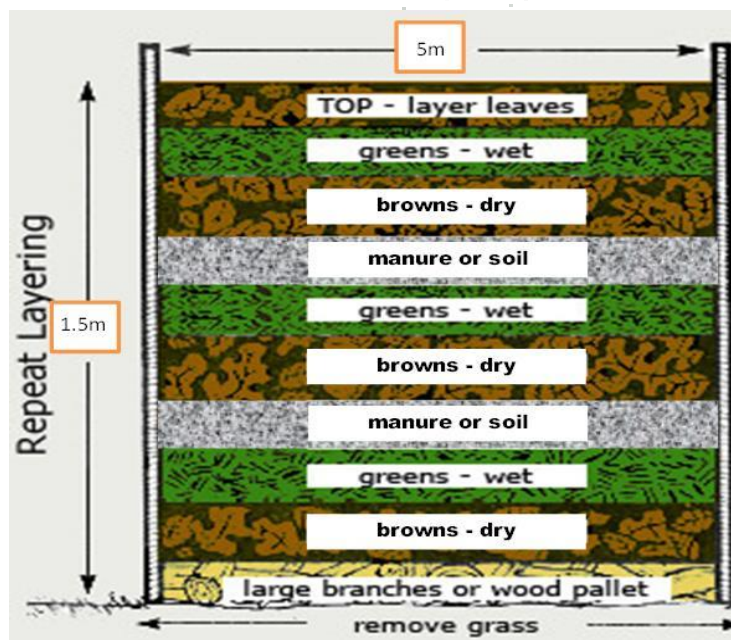 5m
TOP - layer leaves
greens - wet
browns - dry
manure or soil
greens - wet
browns - dry
manure or soil
greens - wet
browns - dry
large branches or wood pallet
remove grass
Repeat Layering
1.5m